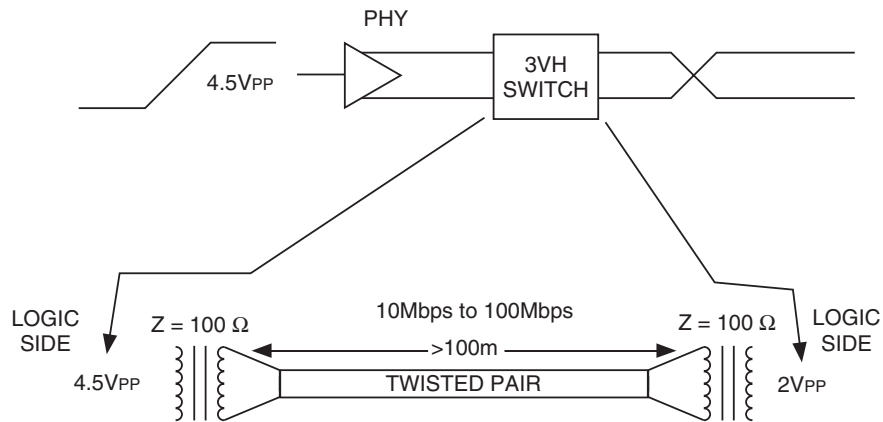 PHY
4.5VPP
3VH
SWITCH
10Mbps to 100Mbps
LOGIC
SIDE
Z = 100 Ω
>100m
Z = 100 Ω
LOGIC
SIDE
4.5VPP
TWISTED PAIR
2VPP